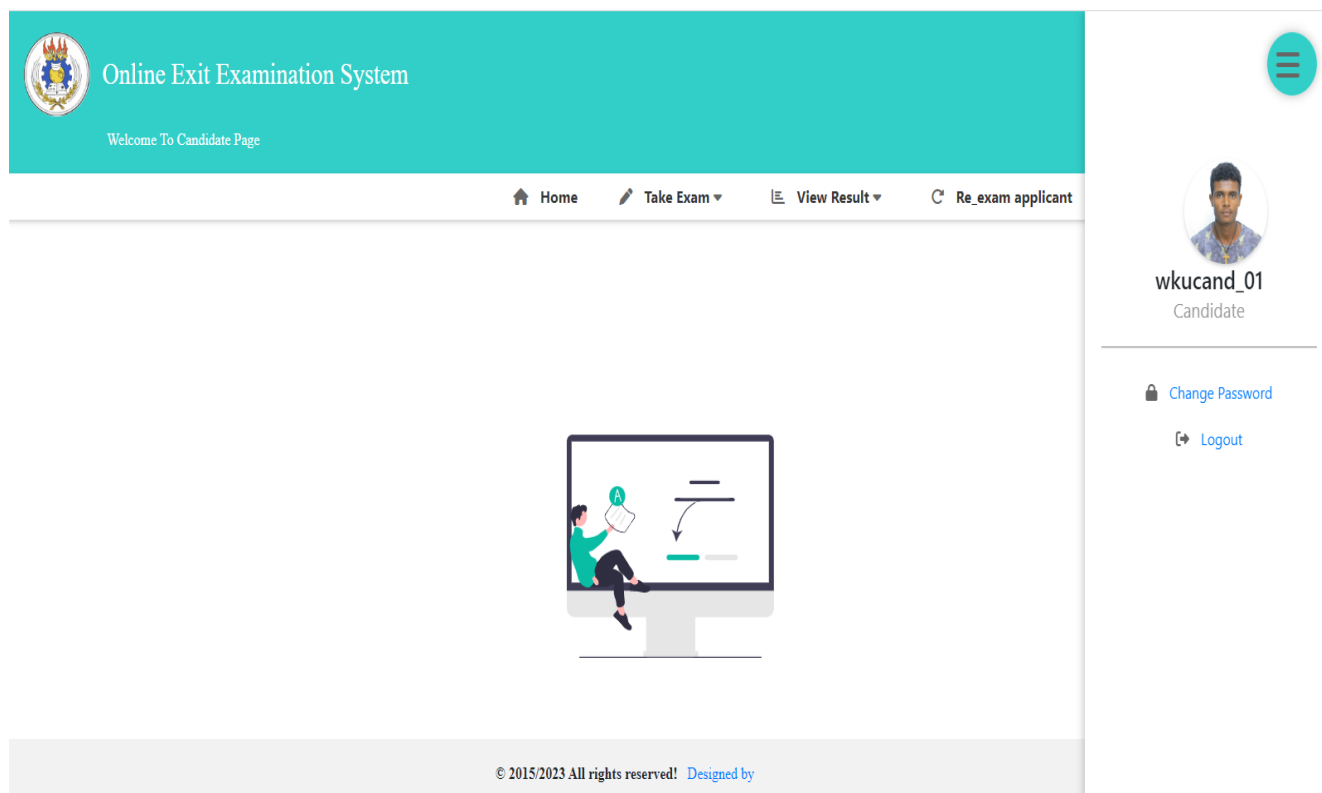 Online Exit Examination System
Welcome To Candidate Page
Home Take Exam View Result Re_exam applicant
wkucand_01
Candidate
Change Password
Logout
A
© 2015/2023 All rights reserved! Designed by